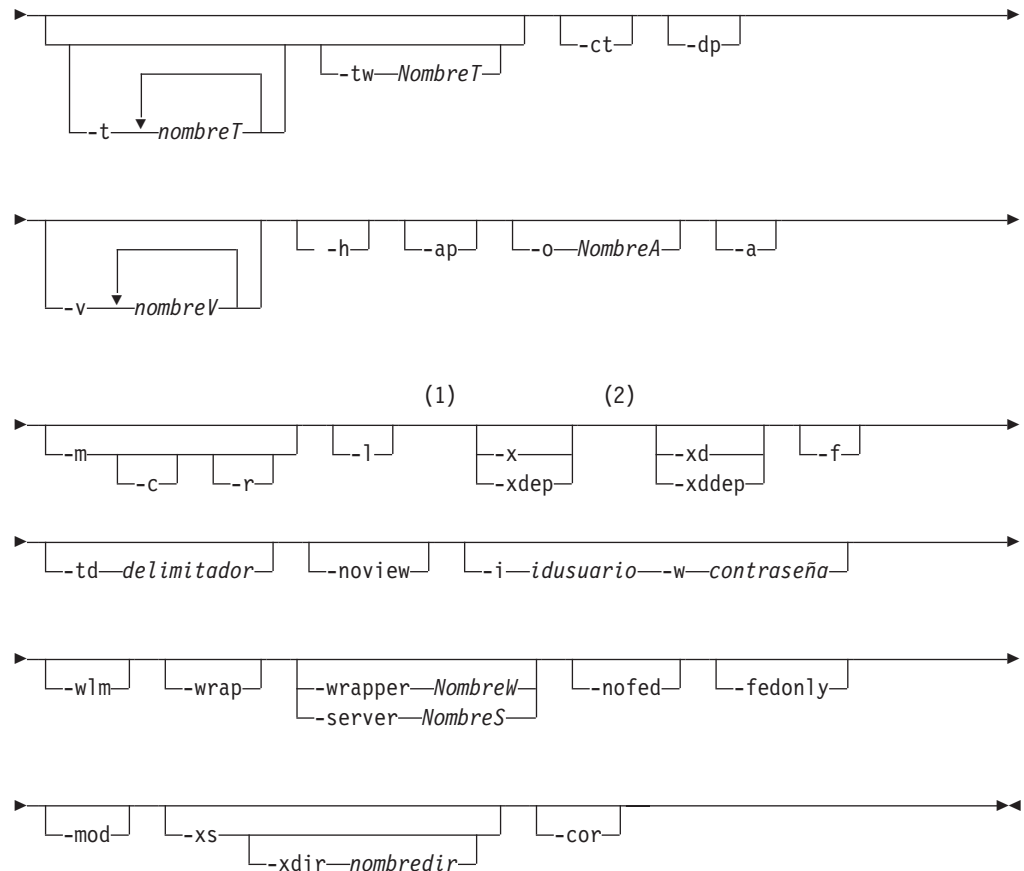 -ct -dp
-tw NombreT
-t nombreT
-h -ap -o NombreA -a
-v nombreV
(1) (2)
-m -l -x -xd -f
-c -r -xdep -xddep
-td delimitador -noview -i idusuario -w contraseña
-wlm -wrap -wrapper NombreW -nofed -fedonly
-server NombreS
-mod -xs -cor
-xdir nombredir